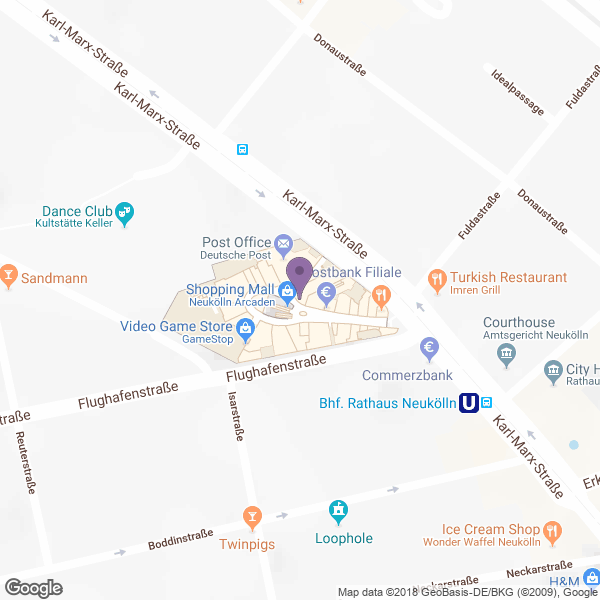 Karl-Marx-Straße
Donaustraße
Idealpassage
Fuldastraße
Karl-Marx-Straße
Dance Club
Kultstätte Keller
Karl-Marx-Straße
Donaustraße
Fuldastraße
Post Office
Deutsche Post
Sandmann
Postbank Filiale
Turkish Restaurant
Imren Grill
Shopping Mall
Neukölln Arcaden
Video Game Store
GameStop
Courthouse
Amtsgericht Neukölln
Commerzbank
City H
Rathau
Flughafenstraße
Flughafenstraße
straße
Isarstraße
Bhf. Rathaus Neukölln
U
Karl-Marx-Straße
Reuterstraße
Erk
Boddinstraße
Twinpigs
Loophole
Ice Cream Shop
Wonder Waffel Neukölln
Neckarstraße
Neckarstraße
H&M
Google
Map data ©2018 GeoBasis-DE/BKG (©2009), Google